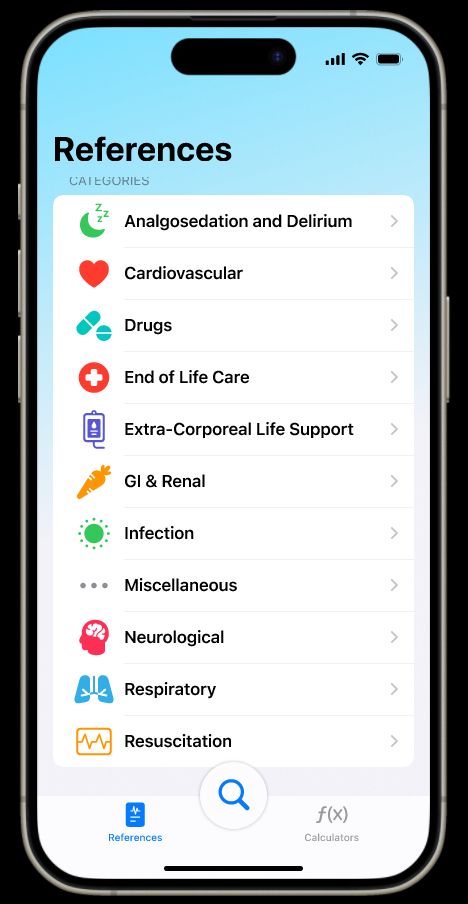 References
CATEGORIES
Analgosedation and Delirium
Cardiovascular
Drugs
End of Life Care
Extra-Corporeal Life Support
GI & Renal
Infection
Miscellaneous
Neurological
Respiratory
Resuscitation
f(x)
References
Calculators